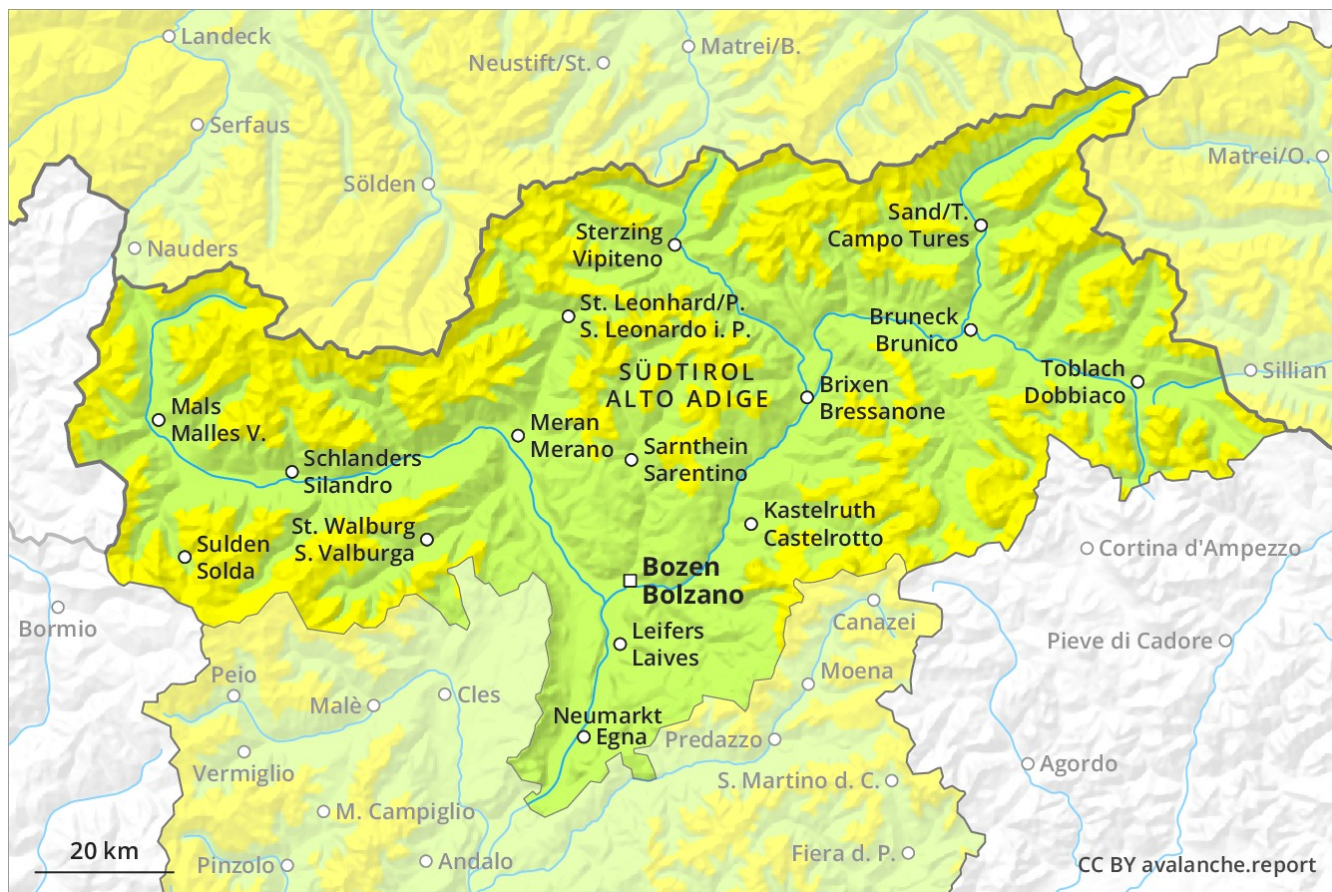 Landeck
Matrei/B.
Neustift/St.
Serfaus
Matrei/O.
Sölden
Sand/T.
Campo Tures
Sterzing
Vipiteno
Nauders
St. Leonhard/P.
S. Leonardo i. P.
Bruneck
Brunico
SÜDTIROL
ALTO ADIGE
Toblach
Dobbiaco
Sillian
Brixen
Bressanone
Mals
Malles V.
Meran
Merano
Sarnthein
Sarentino
Schlanders
Silandro
Kastelruth
Castelrotto
St. Walburg
S. Valburga
Sulden
Solda
Cortina d'Ampezzo
Bozen
Bolzano
Bormio
Canazei
Leifers
Laives
Pieve di Cadore
Peio
Moena
Malè
Cles
Neumarkt
Egna
Predazzo
Vermiglio
Agordo
S. Martino d. C.
M. Campiglio
20 km
Pinzolo
Andalo
Fiera d. P.
CC BY avalanche.report